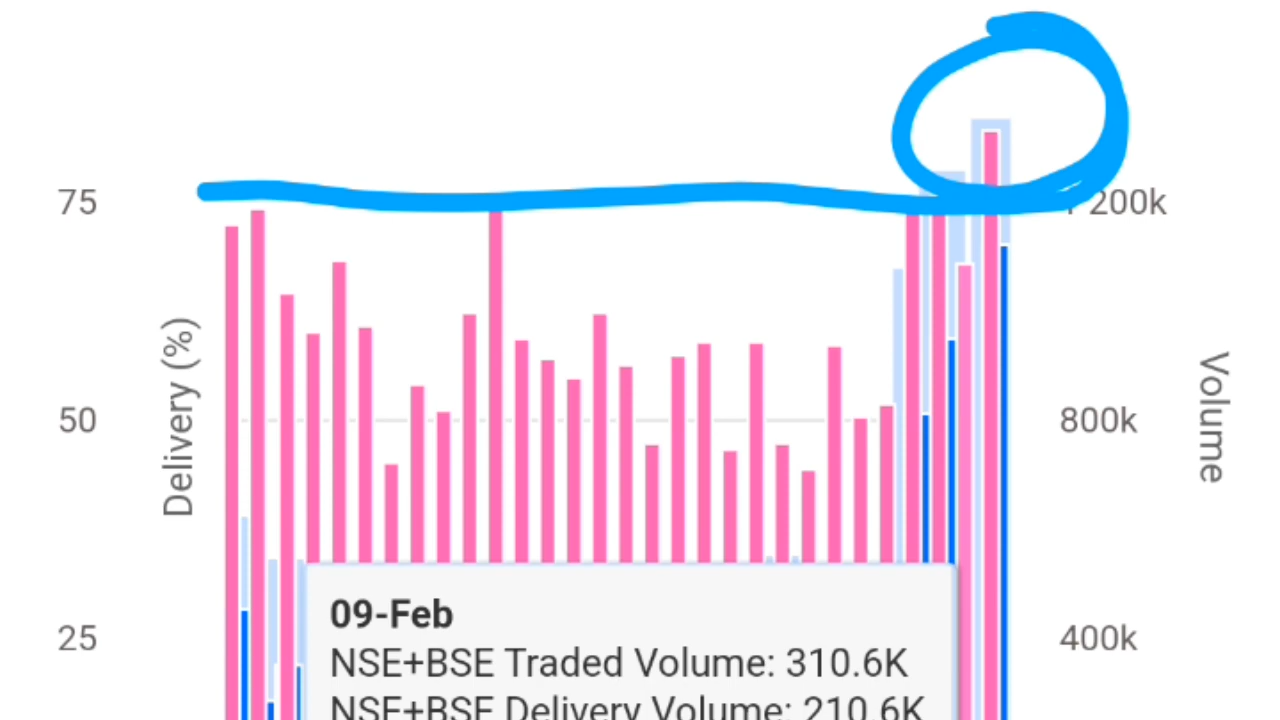 75
50
25
Delivery (%)
200k
800k
400k
Volume
09-Feb
NSE+BSE Traded Volume: 310.6K
NSE+BSE Delivery Volume: 210.6K